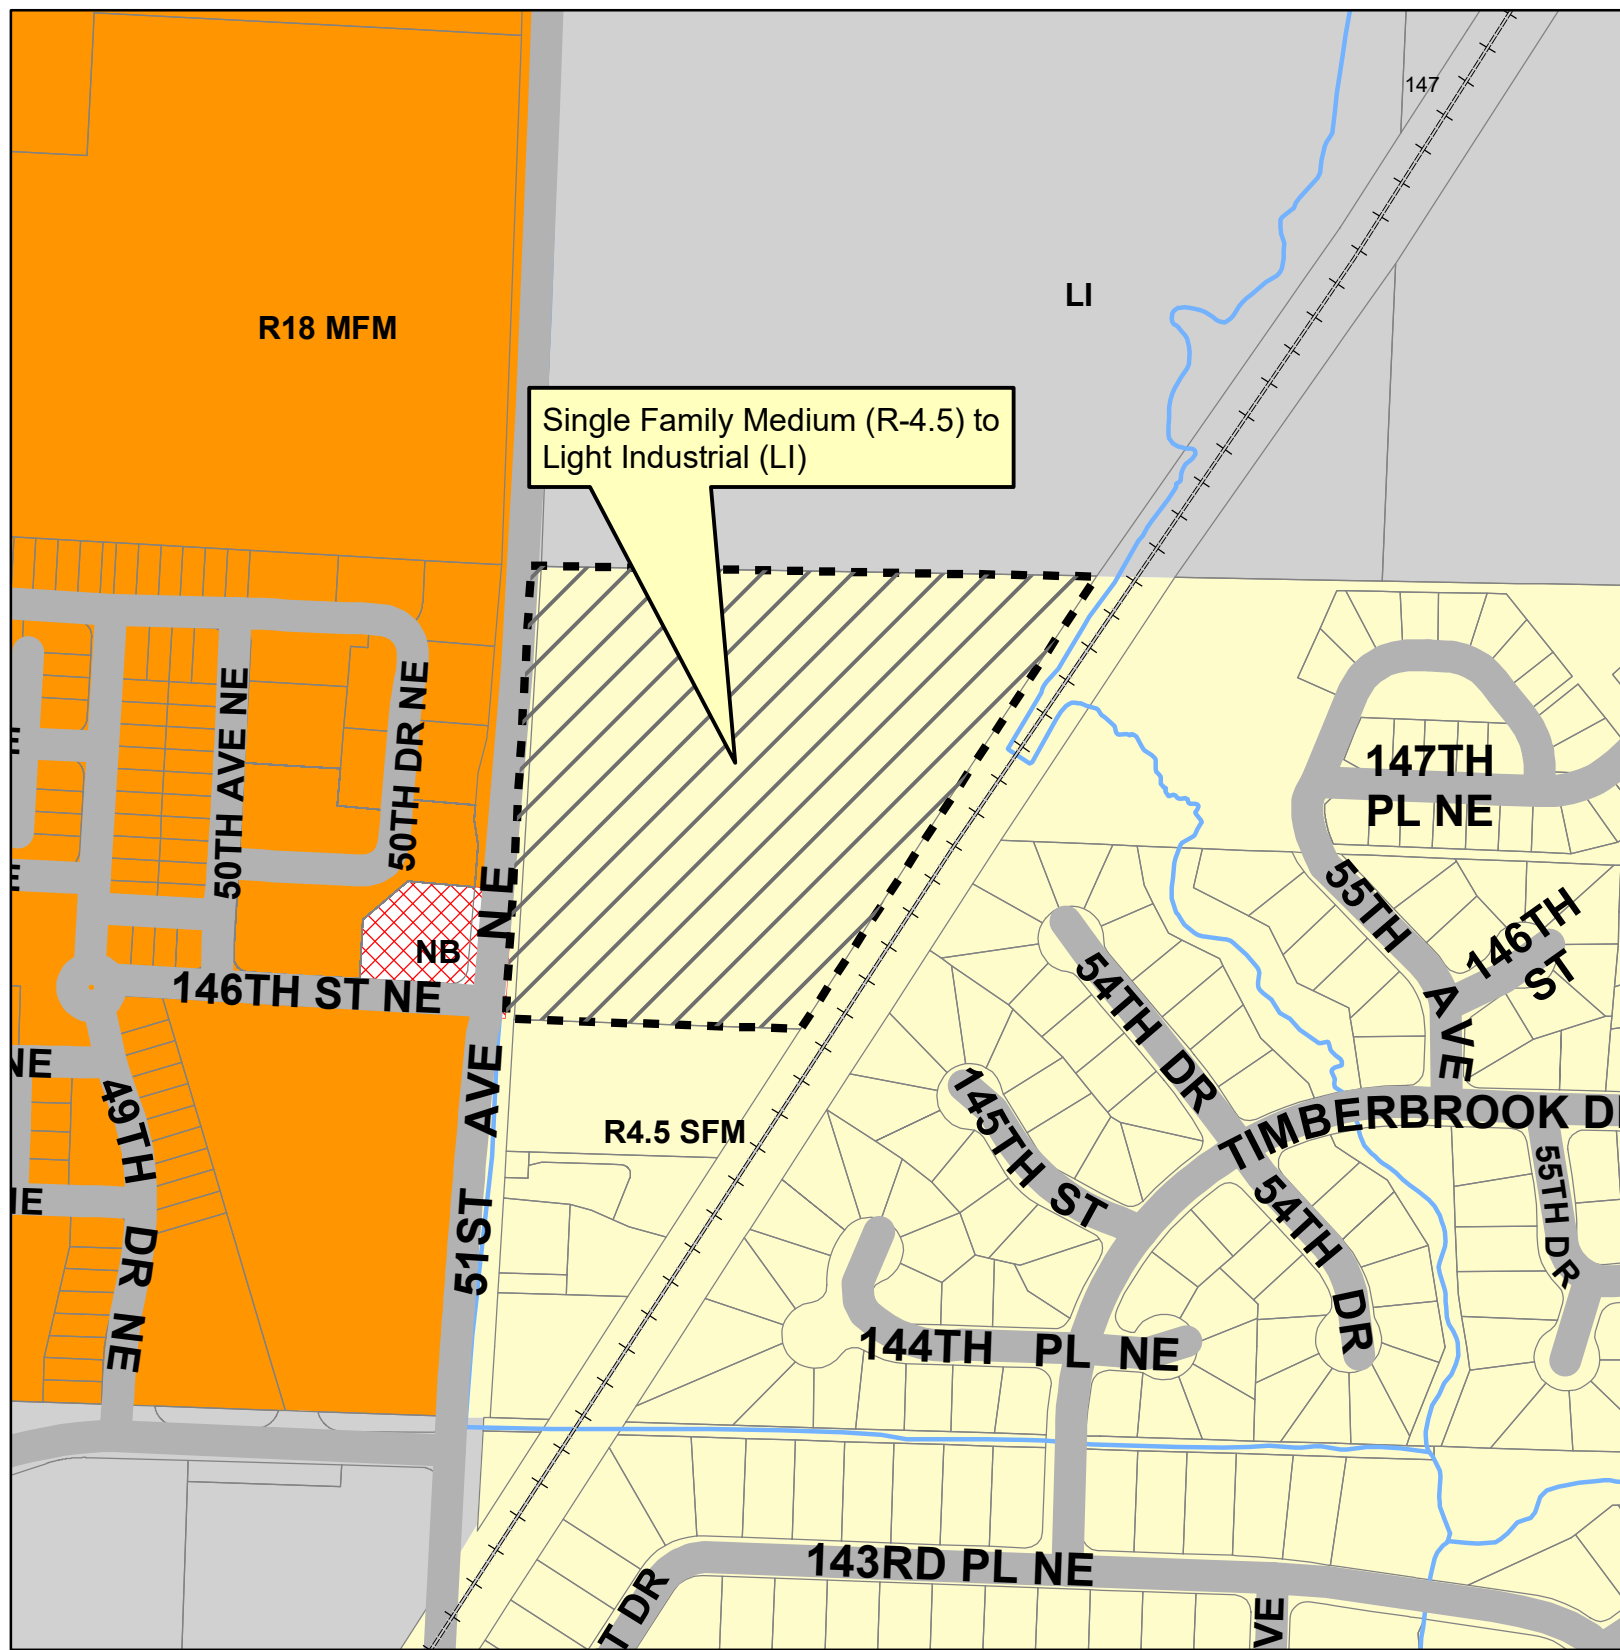 147
LI
R18 MFM
Single Family Medium (R-4.5) to
Light Industrial (LI)
50TH AVE NE
50TH DR NE
E
E
147TH
PL NE
55TH AVE
146TH
ST
NB
146TH ST NE
51ST AVE NE
NE
49TH DR NE
NE
54TH DR
145TH ST
R4.5 SFM
TIMBERBROOK DR
54TH DR
55TH DR
144TH PL NE
143RD PL NE
T DR
VE